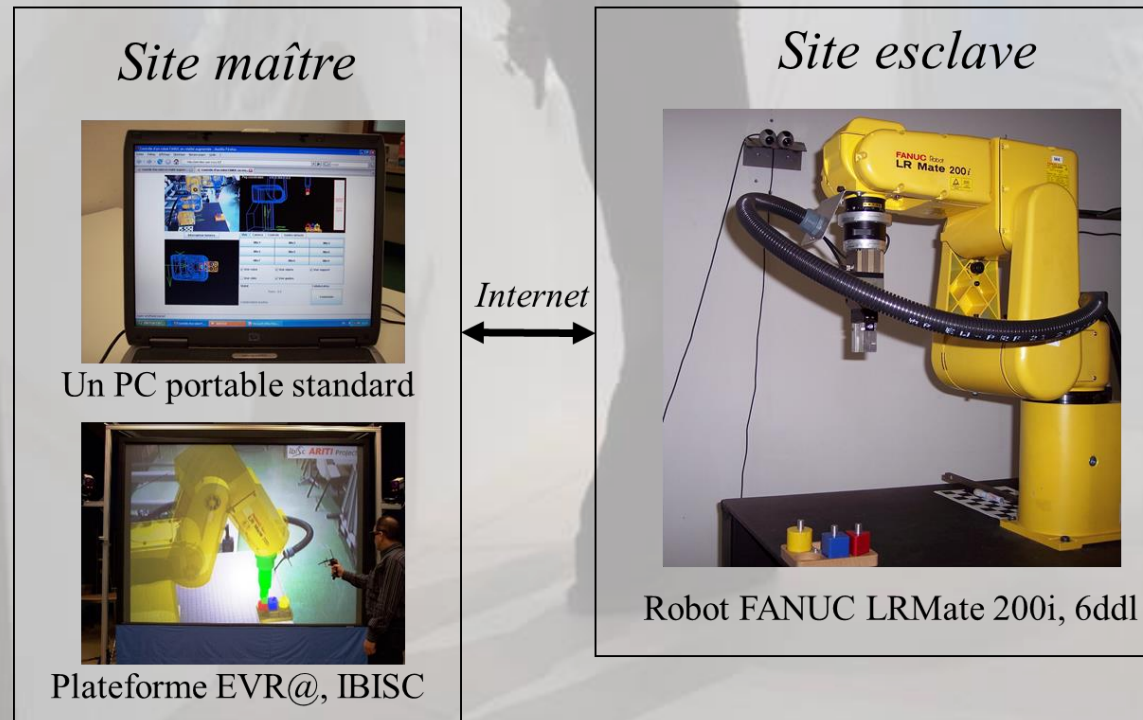 Site maître
Un PC portable standard
ibisc ARITI Project
Plateforme EVR@, IBISC
Internet
Site esclave
FANUC Robot
LR Mate 200i
Robot FANUC LRMate 200i, 6ddl